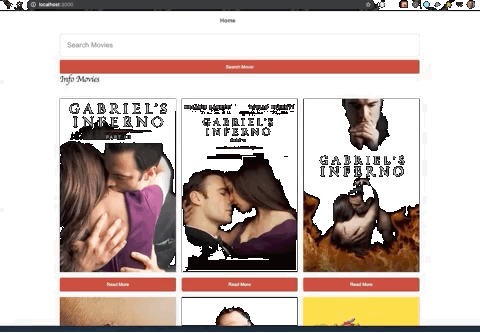 localhost:3000
Home
Search Movies
Search Movie
Info Movies
GABRIEL'S
INFERNO
GABRIEL'S
INFERNO
GABRIEL'S
INFERNO
Read More
Read More
Read More